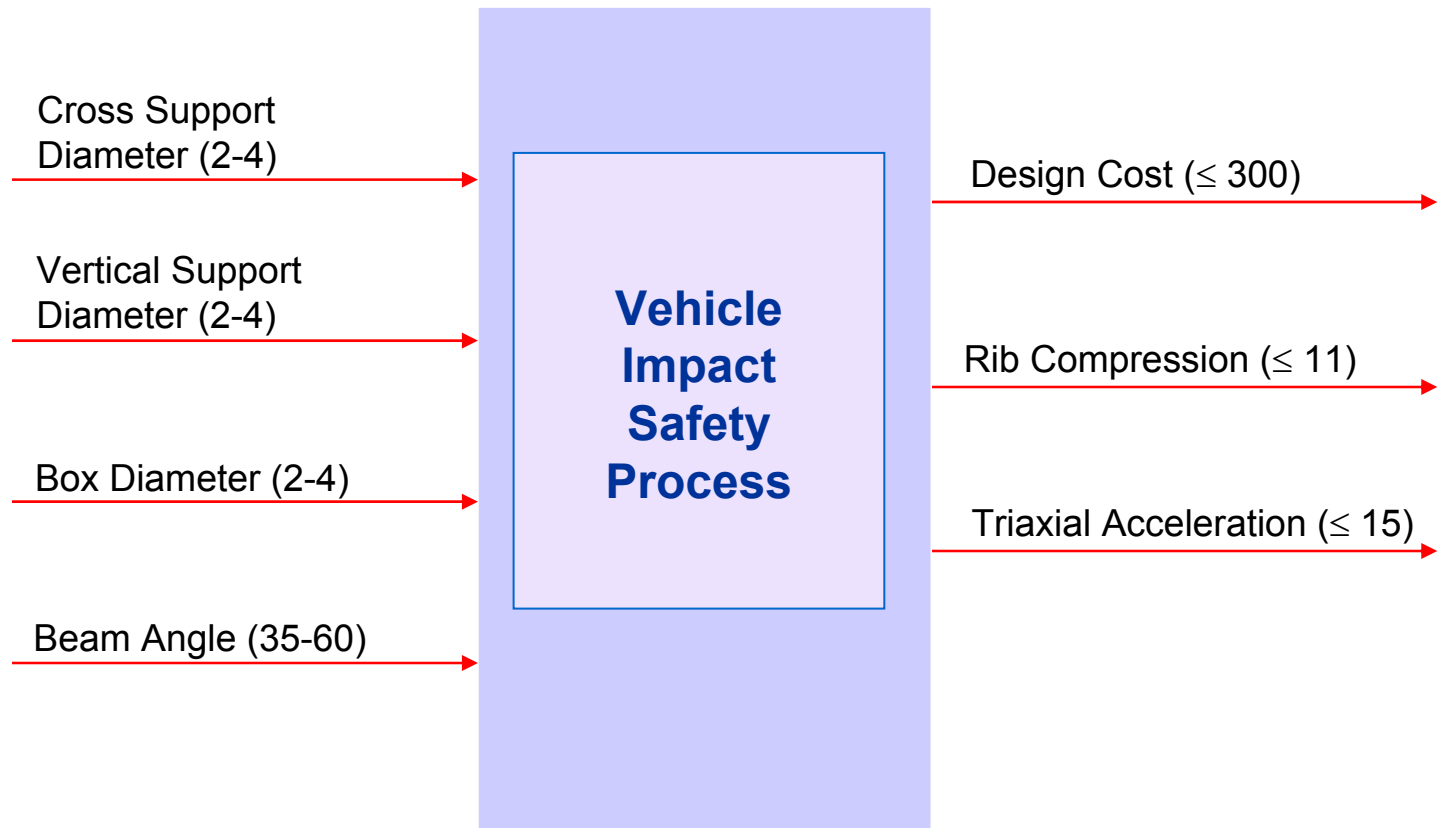 Cross Support
Diameter (2-4)
Vertical Support
Diameter (2-4)
Box Diameter (2-4)
Beam Angle (35-60)
Vehicle
Impact
Safety
Process
Design Cost (≤ 300)
Rib Compression (≤ 11)
Triaxial Acceleration (≤ 15)